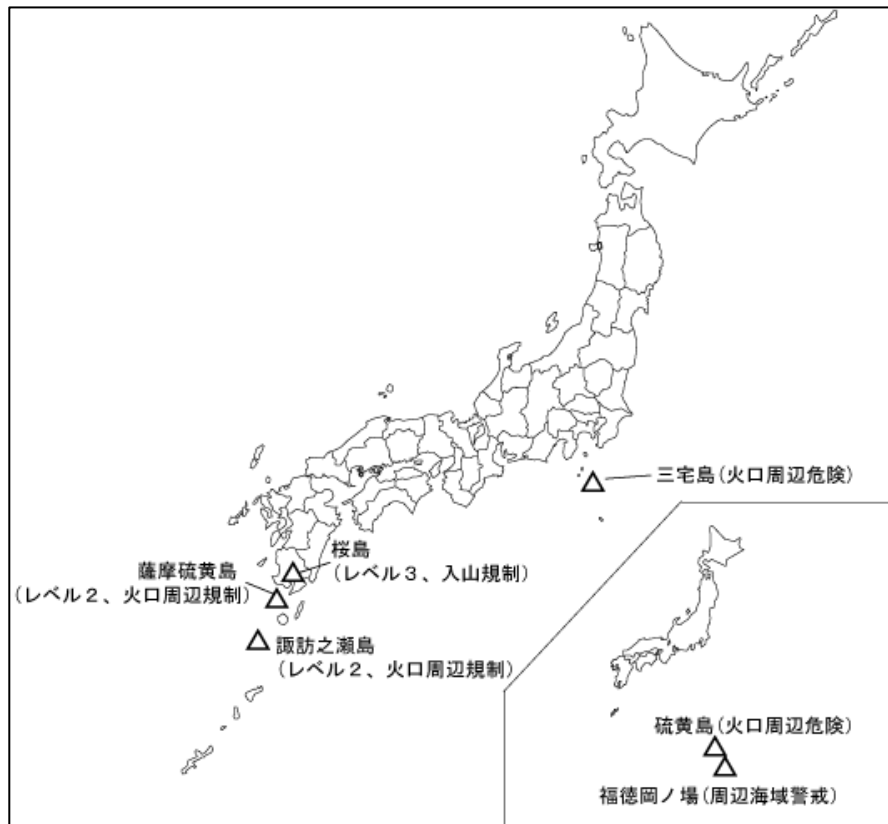 三宅島(火口周辺危険)
桜島
(レベル３、入山規制)
薩摩硫黄島
(レベル２、火口周辺規制)
諏訪之瀬島
(レベル２、火口周辺規制)
硫黄島(火口周辺危険)
福徳岡ノ場(周辺海域警戒)